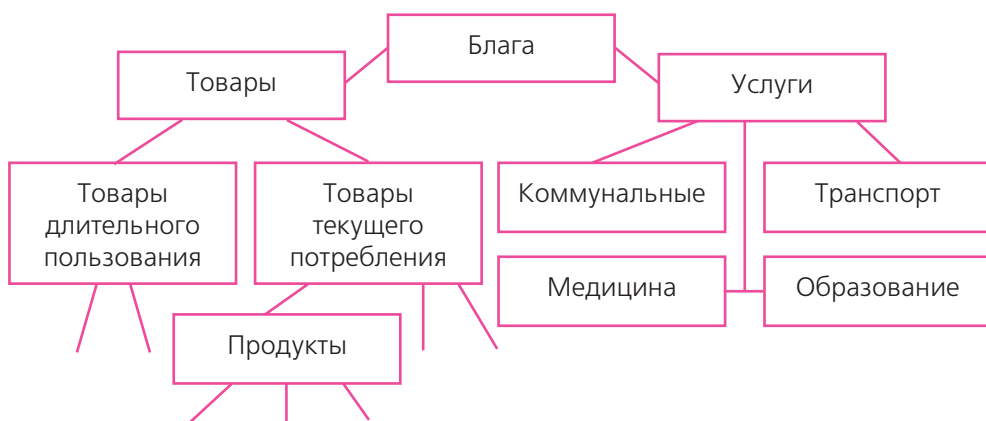 Блага
Товары
Услуги
Товары
длительного
пользования
Товары
текущего
потребления
Коммунальные
Транспорт
Медицина
Образование
Продукты